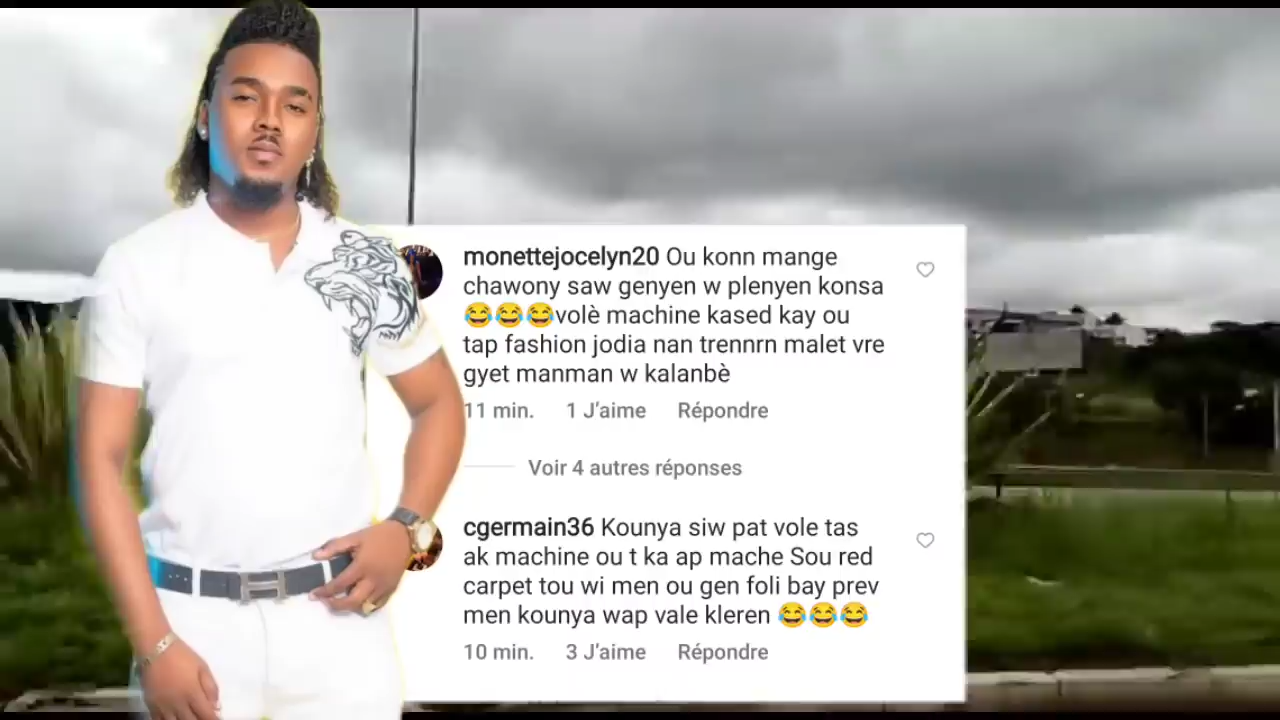 monettejocelyn20 Ou konn mange
chawony saw genyen w plenyen konsa
😂😂😂volè machine kased kay ou
tap fashion jodia nan trennrn malet vre
gyet manman w kalanbè
11 min. 1 J'aime Répondre
Voir 4 autres réponses
cgermain36 Kounya siw pat vole tas
ak machine ou t ka ap mache Sou red
carpet tou wi men ou gen foli bay prev
men kounya wap vale kleren 😂😂😂
10 min. 3 J'aime Répondre